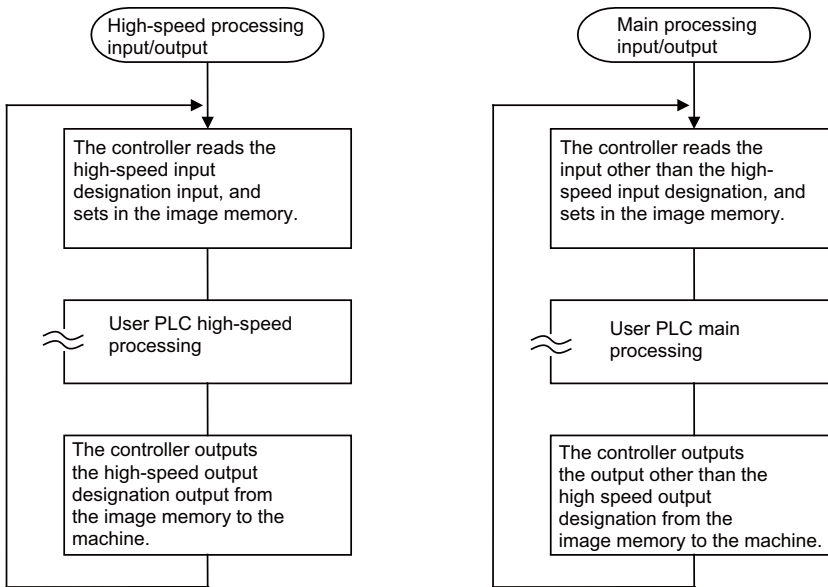 High-speed processing
input/output
The controller reads the
high-speed input
designation input, and
sets in the image memory.
User PLC high-speed
processing
The controller outputs
the high-speed output
designation output from
the image memory to the
machine.
Main processing
input/output
The controller reads the
input other than the high-
speed input designation, and
sets in the image memory.
User PLC main
processing
The controller outputs
the output other than the
high speed output
designation from the
image memory to the machine.